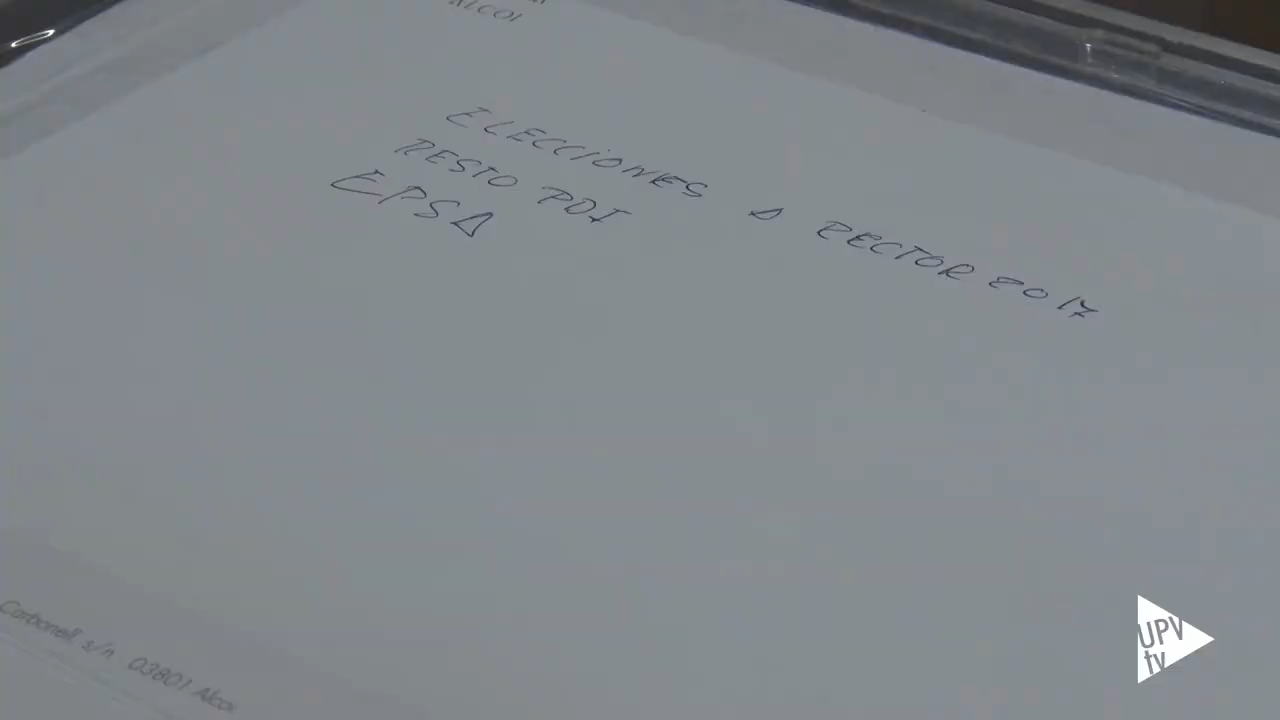 ALCOI
ELECCIONES A RECTOR 2017
RESTO PDI
EPSA
Carbonell s/n 03801 Alcoi
UPV
tv